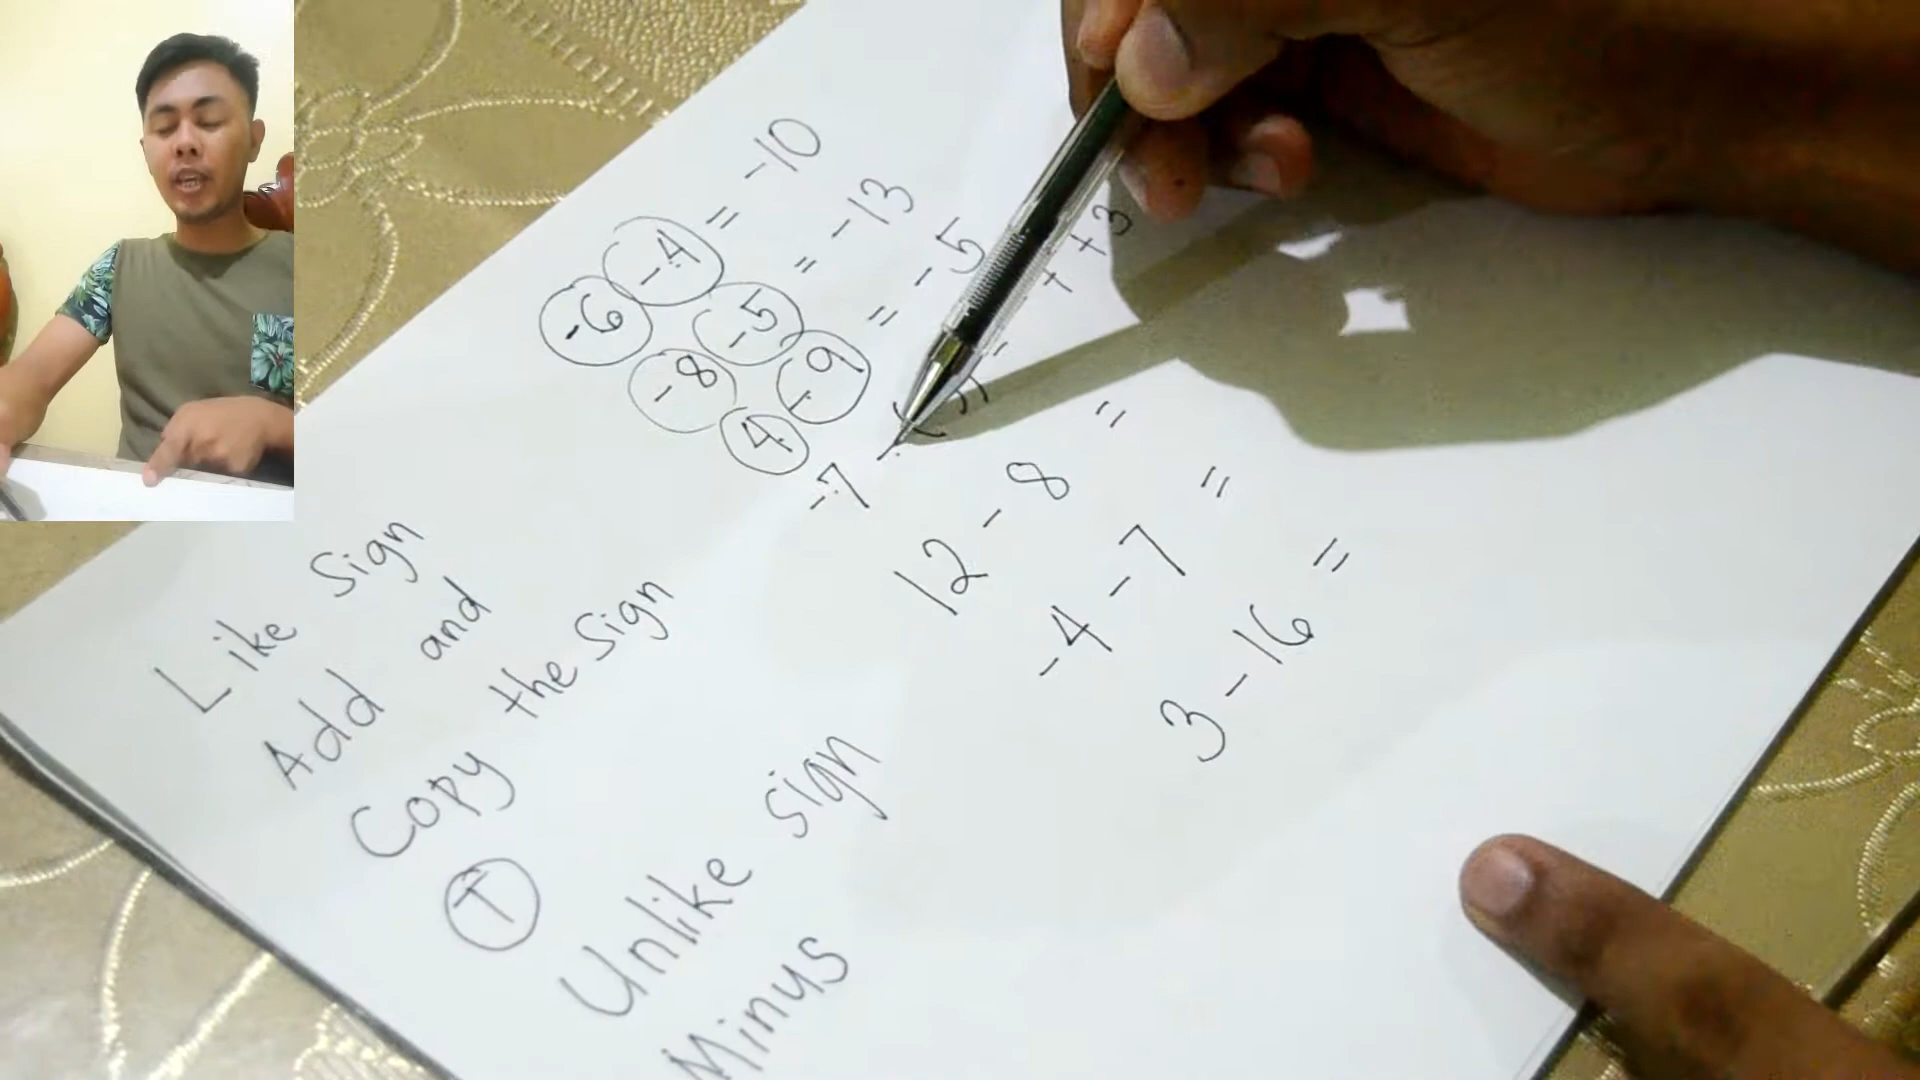 -6 -4 = -10
-8 -5 = -13
4 -9 = -5
-7
+ +3
12 - 8 =
-4 - 7 =
3 - 16 =
Like Sign
Add and
Copy the Sign
+
Unlike sign
Minus